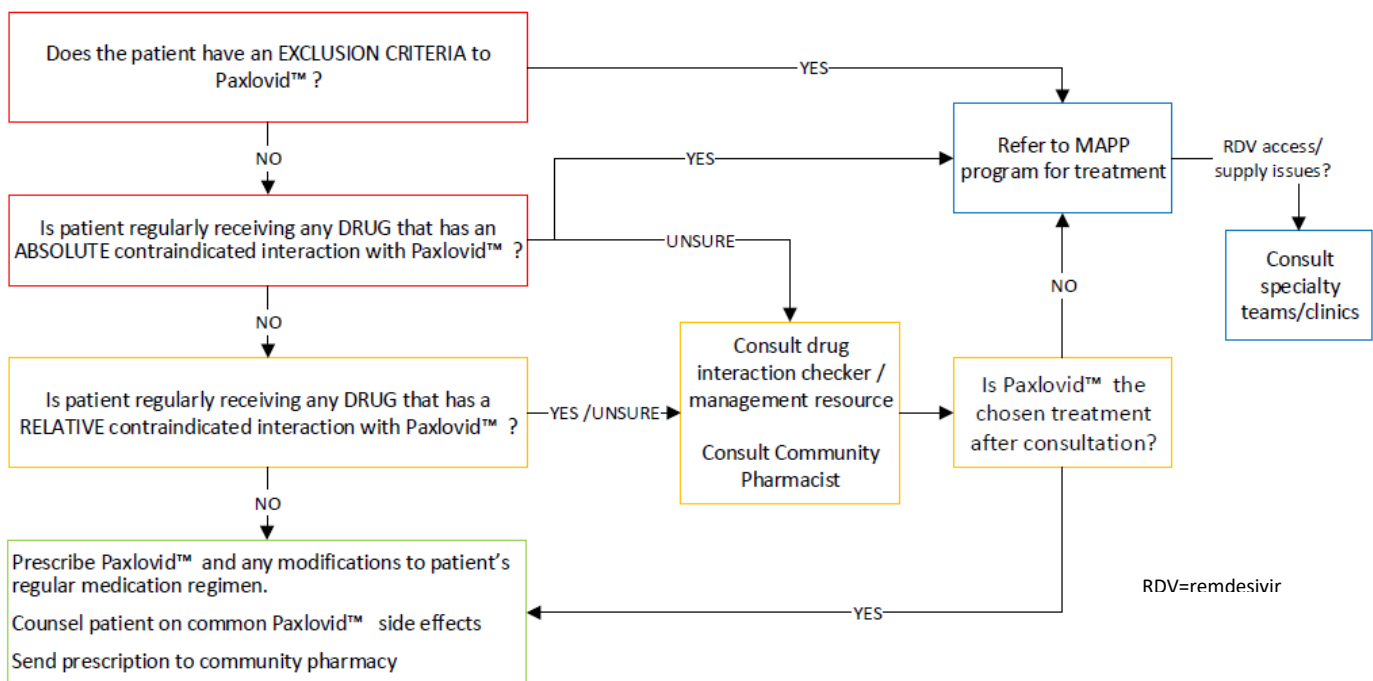 Does the patient have an EXCLUSION CRITERIA to
Paxlovid™ ?
YES
NO
Refer to MAPP
program for treatment
RDV access/
supply issues?
YES
Is patient regularly receiving any DRUG that has an
ABSOLUTE contraindicated interaction with Paxlovid™ ?
UNSURE
Consult
specialty
teams/clinics
NO
NO
Consult drug
interaction checker /
management resource
Consult Community
Pharmacist
Is Paxlovid™ the
chosen treatment
after consultation?
Is patient regularly receiving any DRUG that has a
RELATIVE contraindicated interaction with Paxlovid™ ?
YES /UNSURE
NO
Prescribe Paxlovid™ and any modifications to patient's
regular medication regimen.
Counsel patient on common Paxlovid™ side effects
Send prescription to community pharmacy
YES
RDV=remdesivir